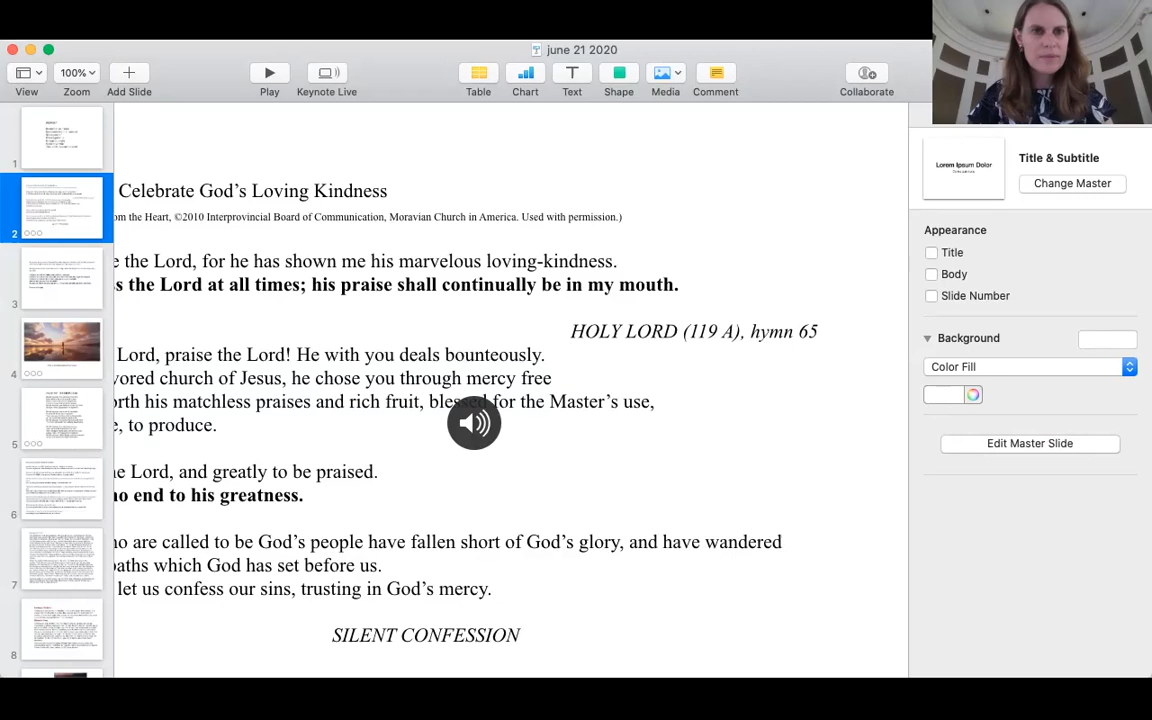 june 21 2020
View
100%
Zoom
Add Slide
Play
Keynote Live
Table
Chart
Text
Shape
Media
Comment
Collaborate
Lorem Ipsum Dolor
Title & Subtitle
Change Master
Appearance
Title
Body
Slide Number
Background
Color Fill
Edit Master Slide
1
2
3
4
5
6
7
8
Celebrate God's Loving Kindness
om the Heart, ©2010 Interprovincial Board of Communication, Moravian Church in America. Used with permission.)
e the Lord, for he has shown me his marvelous loving-kindness.
s the Lord at all times; his praise shall continually be in my mouth.
HOLY LORD (119 A), hymn 65
Lord, praise the Lord! He with you deals bounteously.
vored church of Jesus, he chose you through mercy free
orth his matchless praises and rich fruit, blessed for the Master's use,
e, to produce.
he Lord, and greatly to be praised.
no end to his greatness.
ho are called to be God's people have fallen short of God's glory, and have wandered
paths which God has set before us.
let us confess our sins, trusting in God's mercy.
SILENT CONFESSION